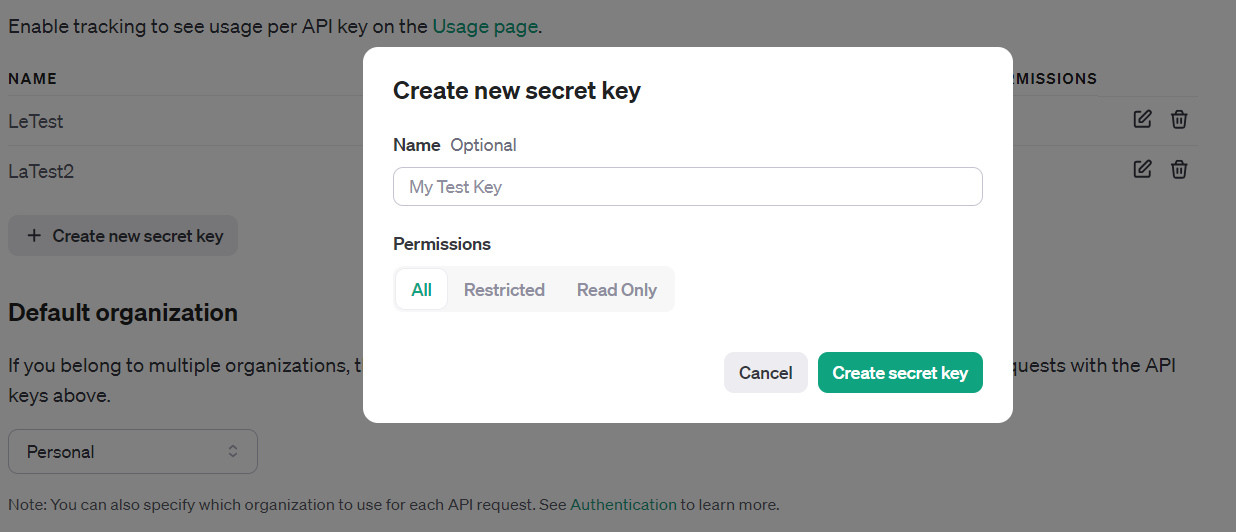 Enable tracking to see usage per API key on the Usage page.
NAME
RMISSIONS
LeTest
LaTest2
+ Create new secret key
Default organization
If you belong to multiple organizations, t
quests with the API
keys above.
Personal
Note: You can also specify which organization to use for each API request. See Authentication to learn more.
Create new secret key
Name Optional
My Test Key
Permissions
All Restricted Read Only
Cancel Create secret key